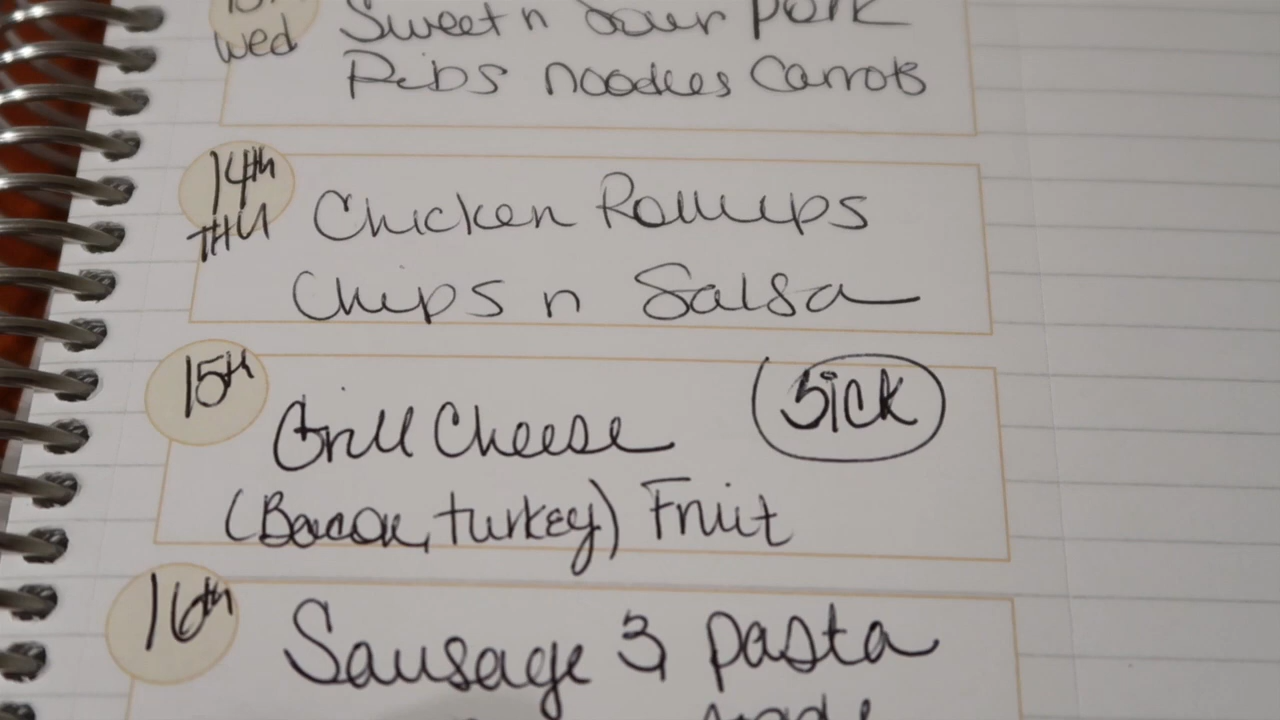 Wed
Sweet n Sour Pork
Ribs noodles Carrots
14th
THU
Chicken Rollups
Chips n Salsa
15th
Sick
Grill Cheese
(Bacon, turkey) Fruit
16th
Sausage & pasta